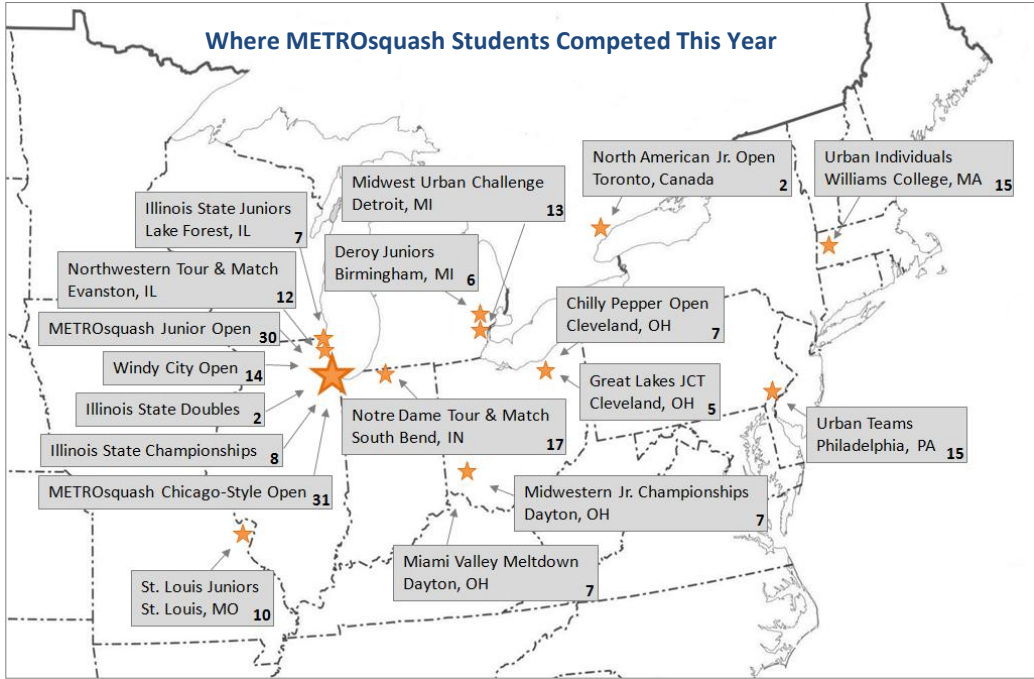 Where METROsquash Students Competed This Year
North American Jr. Open
Toronto, Canada
2
Urban Individuals
Williams College, MA
15
Midwest Urban Challenge
Detroit, MI
13
Illinois State Juniors
Lake Forest, IL
7
Deroy Juniors
Birmingham, MI
6
Northwestern Tour & Match
Evanston, IL
12
Chilly Pepper Open
Cleveland, OH
7
METROsquash Junior Open
30
Windy City Open
14
Great Lakes JCT
Cleveland, OH
5
Illinois State Doubles
2
Notre Dame Tour & Match
South Bend, IN
17
Urban Teams
Philadelphia, PA
15
Illinois State Championships
8
METROsquash Chicago-Style Open
31
Midwestern Jr. Championships
Dayton, OH
7
Miami Valley Meltdown
Dayton, OH
7
St. Louis Juniors
St. Louis, MO
10